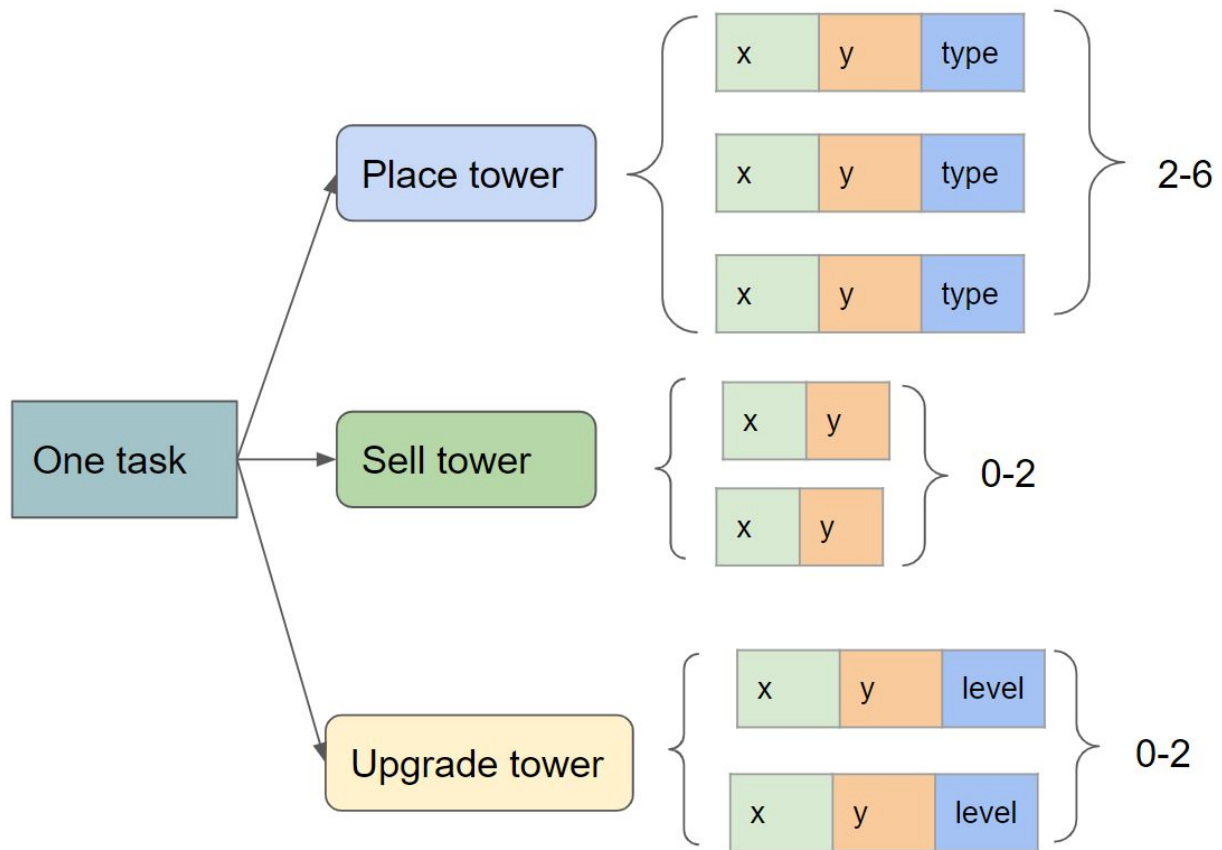 x y type
Place tower
x y type
2-6
x y type
One task
Sell tower
x y
x y
0-2
Upgrade tower
x y level
x y level
0-2